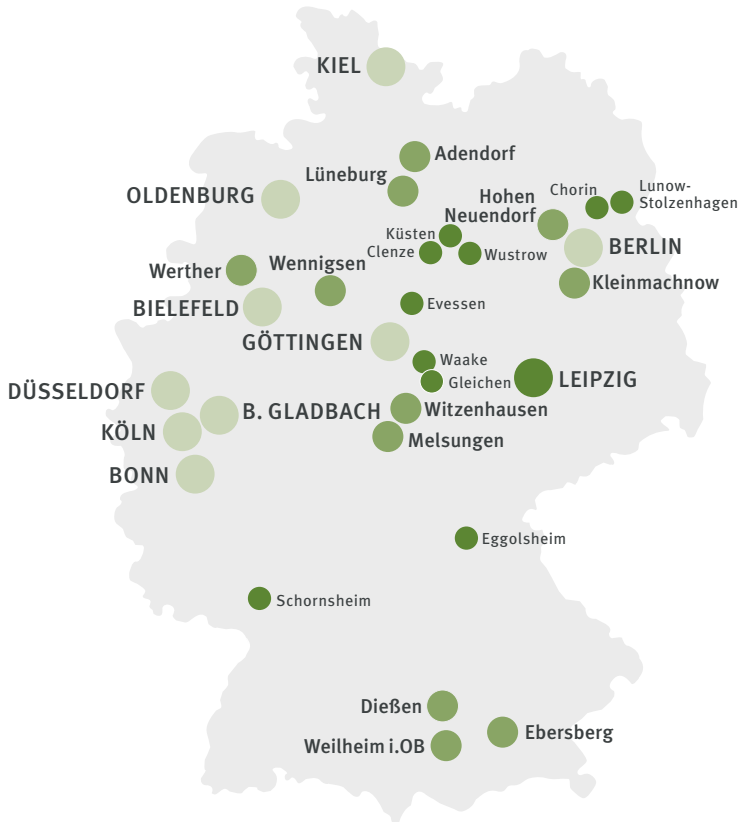 KIEL
Adendorf
Lüneburg
OLDENBURG
Hohen
Neuendorf
Chorin
Lunow-
Stolzenhagen
Küsten
Clenze
Wustrow
BERLIN
Werther
Wennigsen
Kleinmachnow
BIELEFELD
Evessen
GÖTTINGEN
Waake
Gleichen
LEIPZIG
DÜSSELDORF
B. GLADBACH
Witzenhausen
KÖLN
Melsungen
BONN
Eggolsheim
Schornsheim
Dießen
Ebersberg
Weilheim i.OB